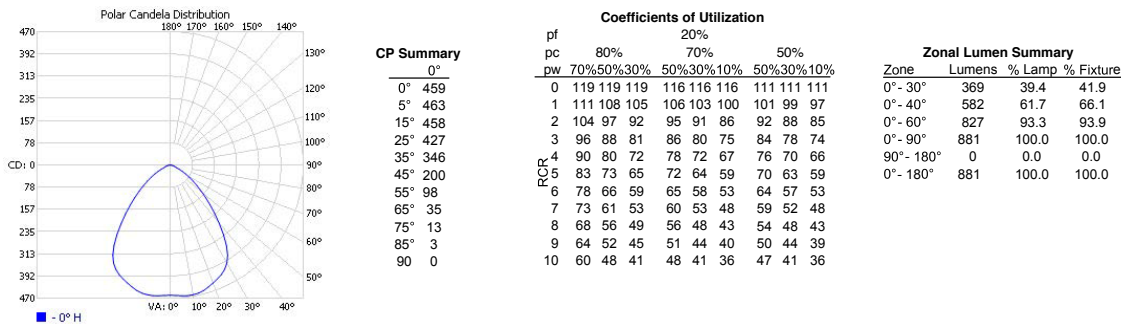 Polar Candela Distribution
180° 170° 160° 150° 140°
470
392
313
235
157
78
CD: 0
78
157
235
313
392
470
130°
120°
110°
100°
90°
80°
70°
60°
50°
VA: 0° 10° 20° 30° 40°
- 0° H
CP Summary
0°
0° 459
5° 463
15° 458
25° 427
35° 346
45° 200
55° 98
65° 35
75° 13
85° 3
90 0
Coefficients of Utilization
pf 20%
pc 80% 70% 50%
pw 70%50%30% 50%30%10% 50%30%10%
RCR
0 119 119 119 116 116 116 111 111 111
1 111 108 105 106 103 100 101 99 97
2 104 97 92 95 91 86 92 88 85
3 96 88 81 86 80 75 84 78 74
4 90 80 72 78 72 67 76 70 66
5 83 73 65 72 64 59 70 63 59
6 78 66 59 65 58 53 64 57 53
7 73 61 53 60 53 48 59 52 48
8 68 56 49 56 48 43 54 48 43
9 64 52 45 51 44 40 50 44 39
10 60 48 41 48 41 36 47 41 36
Zonal Lumen Summary
Zone Lumens % Lamp % Fixture
0°- 30° 369 39.4 41.9
0°- 40° 582 61.7 66.1
0°- 60° 827 93.3 93.9
0°- 90° 881 100.0 100.0
90°- 180° 0 0.0 0.0
0°- 180° 881 100.0 100.0